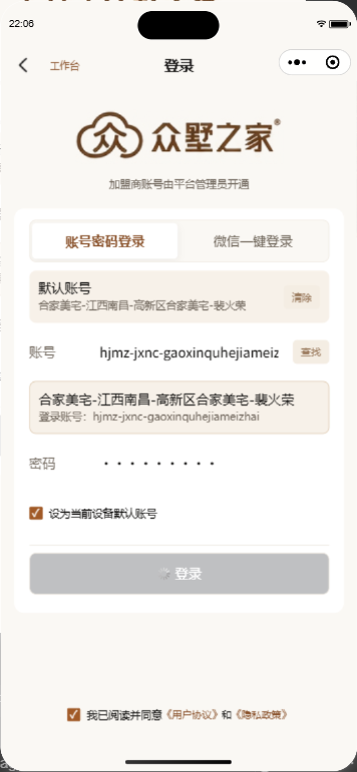 22:06
工作台
登录
众墅之家®
加盟商账号由平台管理员开通
账号密码登录
微信一键登录
默认账号
合家美宅-江西南昌-高新区合家美宅-裴火荣
清除
账号
hjmz-jxnc-gaoxinquhejiameiz
查找
合家美宅-江西南昌-高新区合家美宅-裴火荣
登录账号：hjmz-jxnc-gaoxinquhejiameizhai
密码
设为当前设备默认账号
登录
我已阅读并同意《用户协议》和《隐私政策》